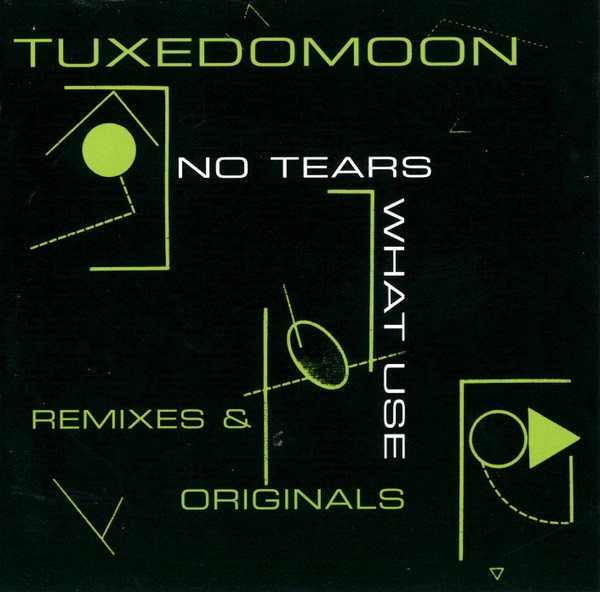 TUXEDOMOON
NO TEARS
WHAT USE
REMIXES &
ORIGINALS